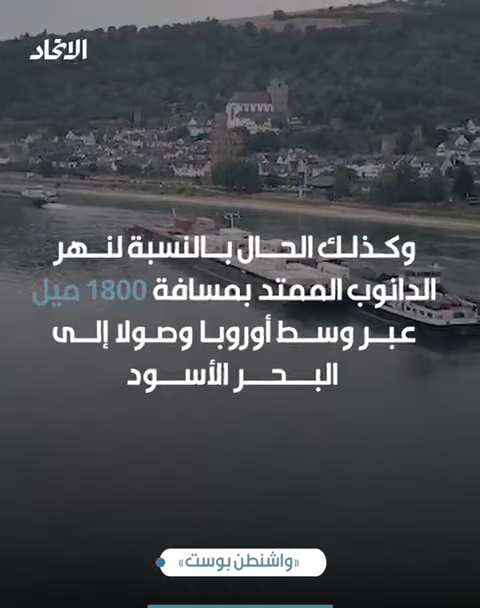 الاتحاد
وكذلك الحال بالنسبة لنهر
الدانوب الممتد بمسافة 1800 ميل
عبر وسط أوروبا وصولا إلى
البحر الأسود
«واشنطن بوست»